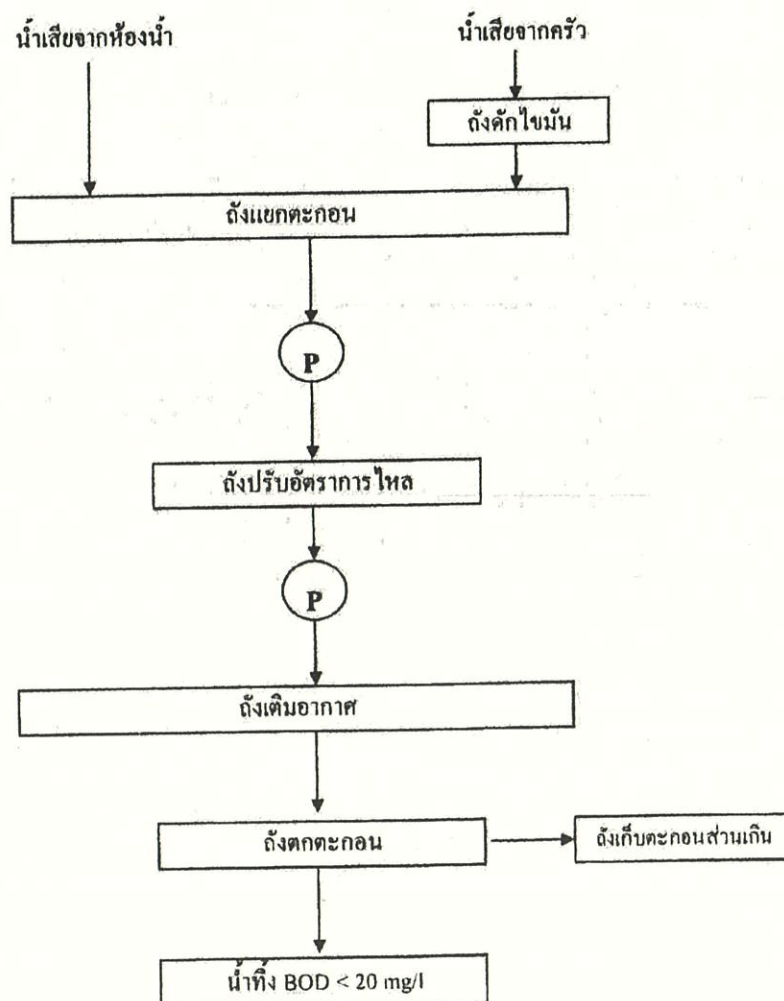 น้ำเสียจากห้องน้ำ
น้ำเสียจากครัว
ถังดักไขมัน
ถังแยกตะกอน
P
ถังปรับอัตราการไหล
P
ถังเติมอากาศ
ถังตกตะกอน
ถังเก็บตะกอนส่วนเกิน
น้ำทิ้ง BOD < 20 mg/l